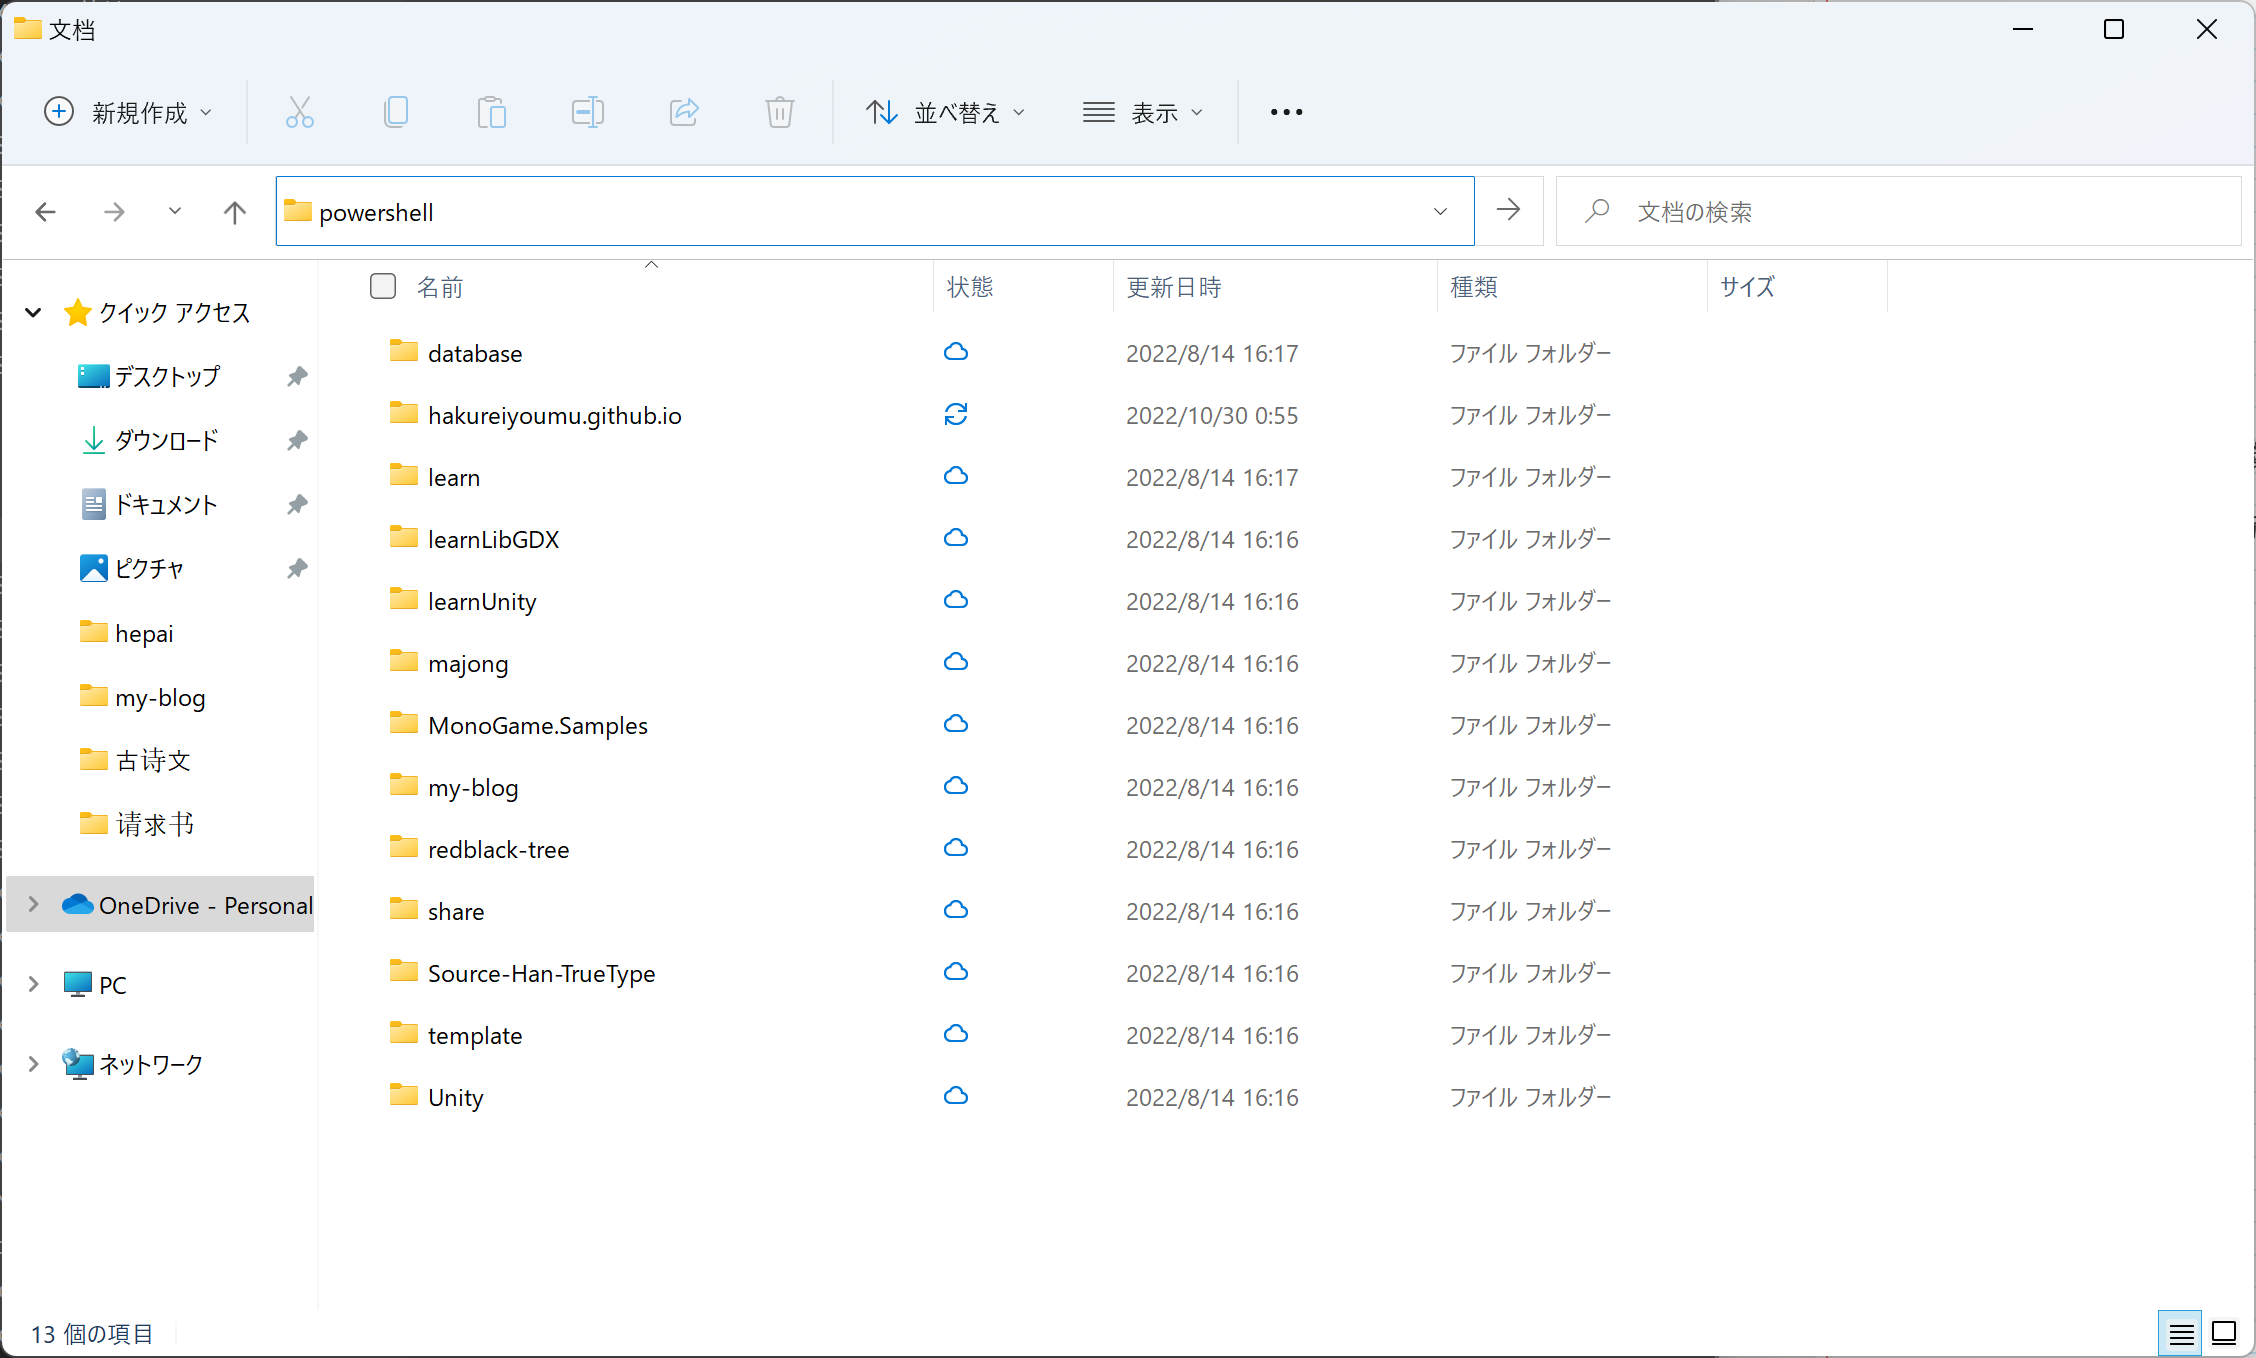 文档
新規作成 並べ替え 表示
powershell 文档の検索
名前 状態 更新日時 種類 サイズ
クイック アクセス
デスクトップ
ダウンロード
ドキュメント
ピクチャ
hepai
my-blog
古诗文
请求书
OneDrive - Personal
PC
ネットワーク
database 2022/8/14 16:17 ファイル フォルダー
hakureiyoumu.github.io 2022/10/30 0:55 ファイル フォルダー
learn 2022/8/14 16:17 ファイル フォルダー
learnLibGDX 2022/8/14 16:16 ファイル フォルダー
learnUnity 2022/8/14 16:16 ファイル フォルダー
majong 2022/8/14 16:16 ファイル フォルダー
MonoGame.Samples 2022/8/14 16:16 ファイル フォルダー
my-blog 2022/8/14 16:16 ファイル フォルダー
redblack-tree 2022/8/14 16:16 ファイル フォルダー
share 2022/8/14 16:16 ファイル フォルダー
Source-Han-TrueType 2022/8/14 16:16 ファイル フォルダー
template 2022/8/14 16:16 ファイル フォルダー
Unity 2022/8/14 16:16 ファイル フォルダー
13 個の項目